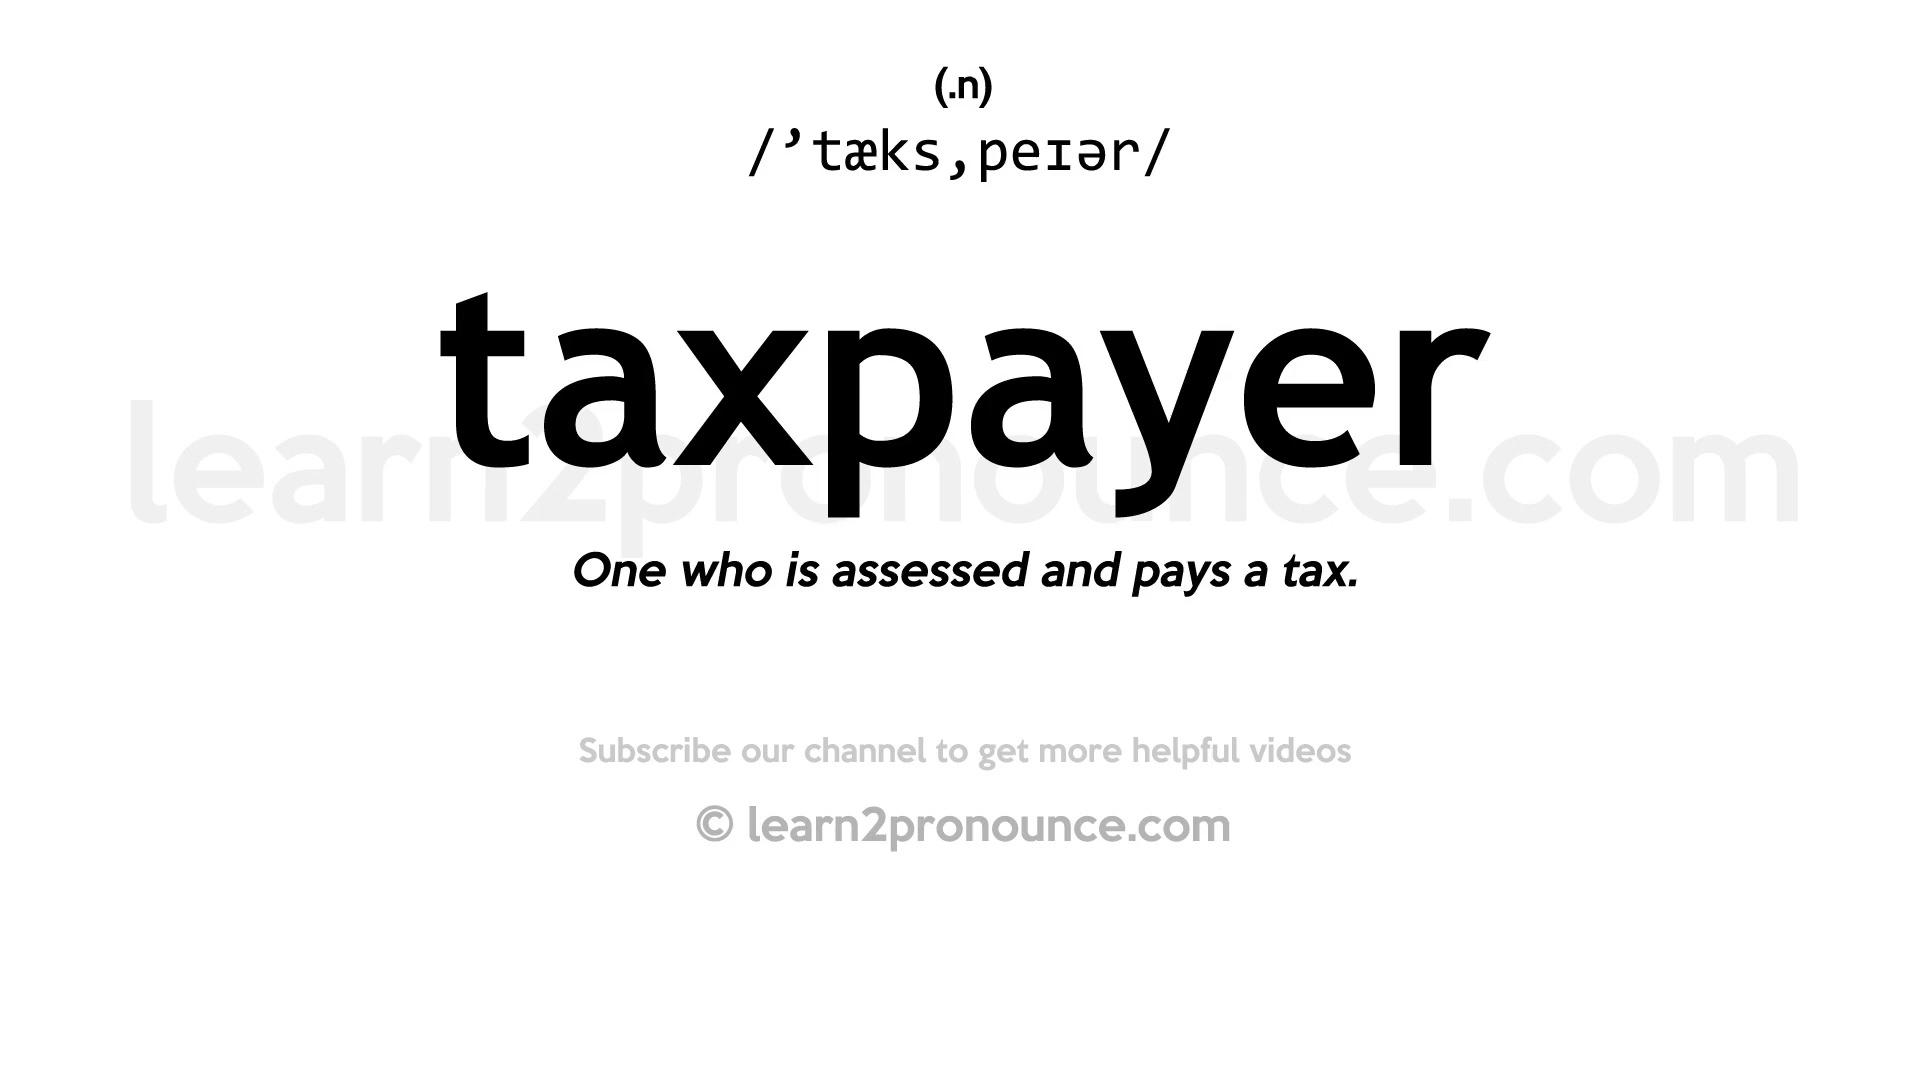 (.n)
/’tæks,peɪər/
taxpayer
learn2pronounce.com
One who is assessed and pays a tax.
Subscribe our channel to get more helpful videos
© learn2pronounce.com